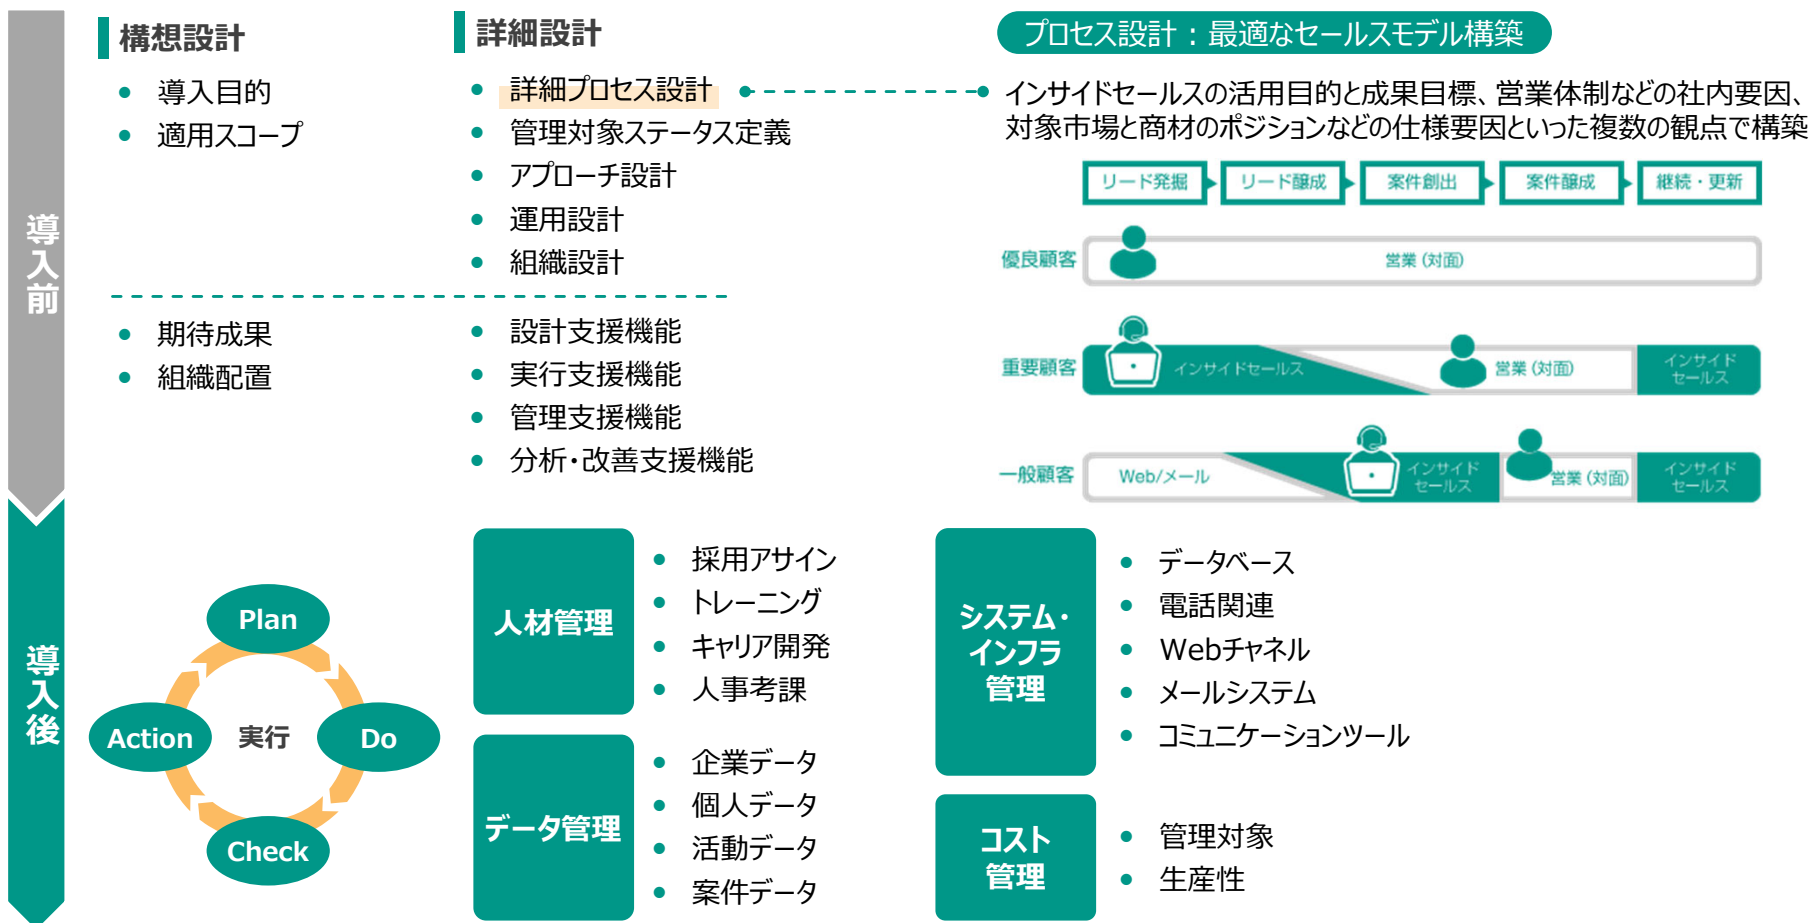 導入前
構想設計
導入目的
適用スコープ
期待成果
組織配置
詳細設計
詳細プロセス設計
管理対象ステータス定義
アプローチ設計
運用設計
組織設計
設計支援機能
実行支援機能
管理支援機能
分析・改善支援機能
プロセス設計：最適なセールスモデル構築
インサイドセールスの活用目的と成果目標、営業体制などの社内要因、
対象市場と商材のポジションなどの仕様要因といった複数の観点で構築
リード発掘
リード醸成
案件創出
案件醸成
継続・更新
優良顧客
営業 (対面)
重要顧客
インサイドセールス
営業 (対面)
インサイド
セールス
一般顧客
Web/メール
インサイド
セールス
営業 (対面)
インサイド
セールス
導入後
Plan
Do
Check
Action
実行
人材管理
採用アサイン
トレーニング
キャリア開発
人事考課
データ管理
企業データ
個人データ
活動データ
案件データ
システム・
インフラ
管理
データベース
電話関連
Webチャネル
メールシステム
コミュニケーションツール
コスト
管理
管理対象
生産性